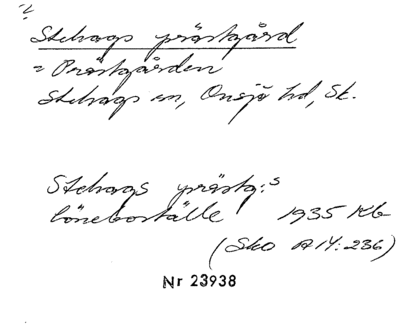 Stehags prästgård
= Prästgården
Stehags sn, Onsjö hd, Sk.
Stehags prästg:s
löneboställe 1935 Kb
(Sko A14:236)
Nr 23938